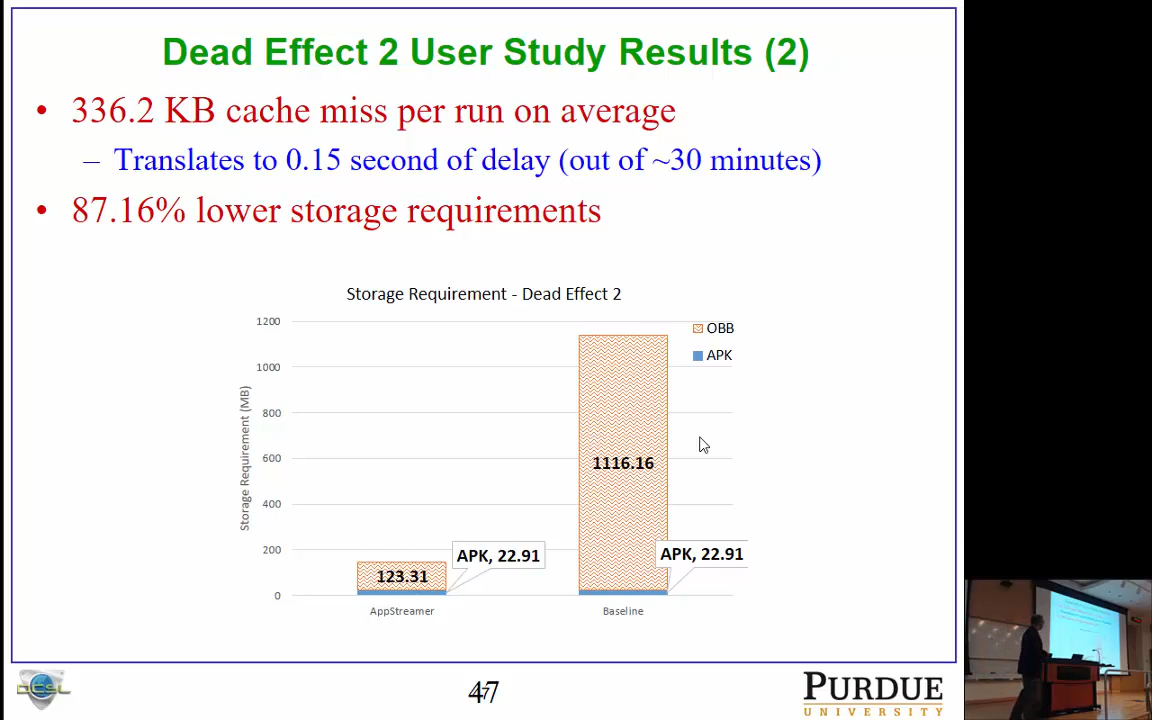 Dead Effect 2 User Study Results (2)
• 336.2 KB cache miss per run on average
– Translates to 0.15 second of delay (out of ~30 minutes)
• 87.16% lower storage requirements
Storage Requirement - Dead Effect 2
Storage Requirement (MB)
1200
1000
800
600
400
200
0
OBB
APK
1116.16
APK, 22.91
123.31
APK, 22.91
AppStreamer
Baseline
DCSL
47
PURDUE
UNIVERSITY